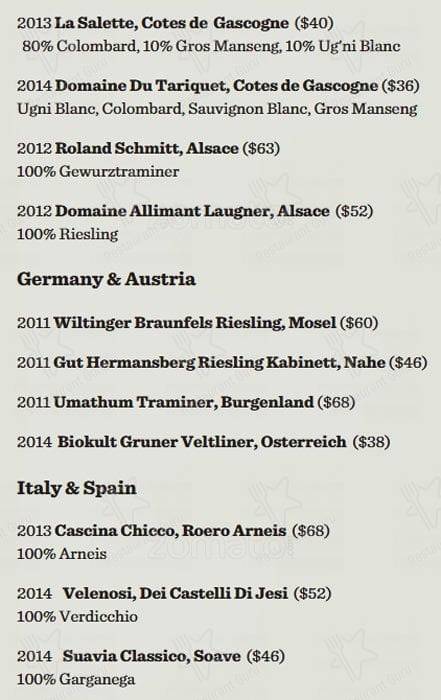 2013 La Salette, Cotes de Gascogne ($40)
80% Colombard, 10% Gros Manseng, 10% Ug'ni Blanc
2014 Domaine Du Tariquet, Cotes de Gascogne ($36)
Ugni Blanc, Colombard, Sauvignon Blanc, Gros Manseng
2012 Roland Schmitt, Alsace ($63)
100% Gewurztraminer
2012 Domaine Allimant Laugner, Alsace ($52)
100% Riesling
Germany & Austria
2011 Wiltinger Braunfels Riesling, Mosel ($60)
2011 Gut Hermansberg Riesling Kabinett, Nahe ($46)
2011 Umathum Traminer, Burgenland ($68)
2014 Biokult Gruner Veltliner, Osterreich ($38)
Italy & Spain
2013 Cascina Chicco, Roero Arneis ($68)
100% Arneis
2014 Velenosi, Dei Castelli Di Jesi ($52)
100% Verdicchio
2014 Suavia Classico, Soave ($46)
100% Garganega